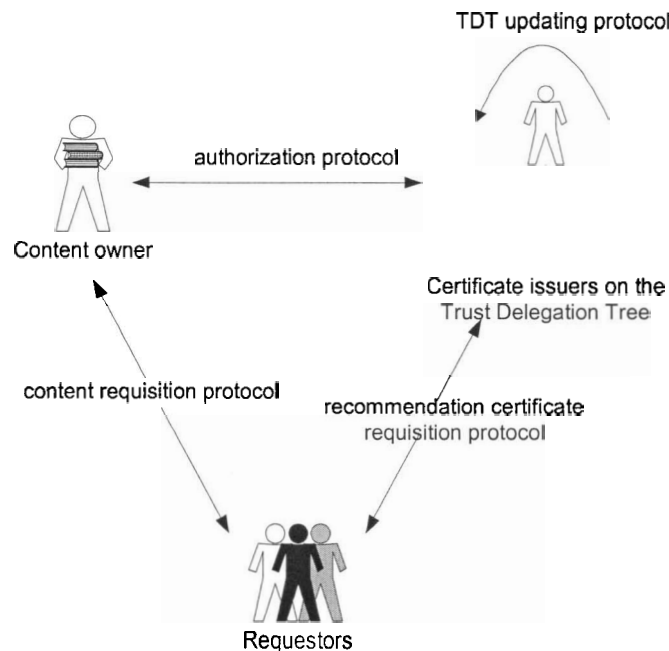 TDT updating protocol
authorization protocol
Content owner
Certificate issuers on the
Trust Delegation Tree
content requisition protocol
recommendation certificate
requisition protocol
Requestors